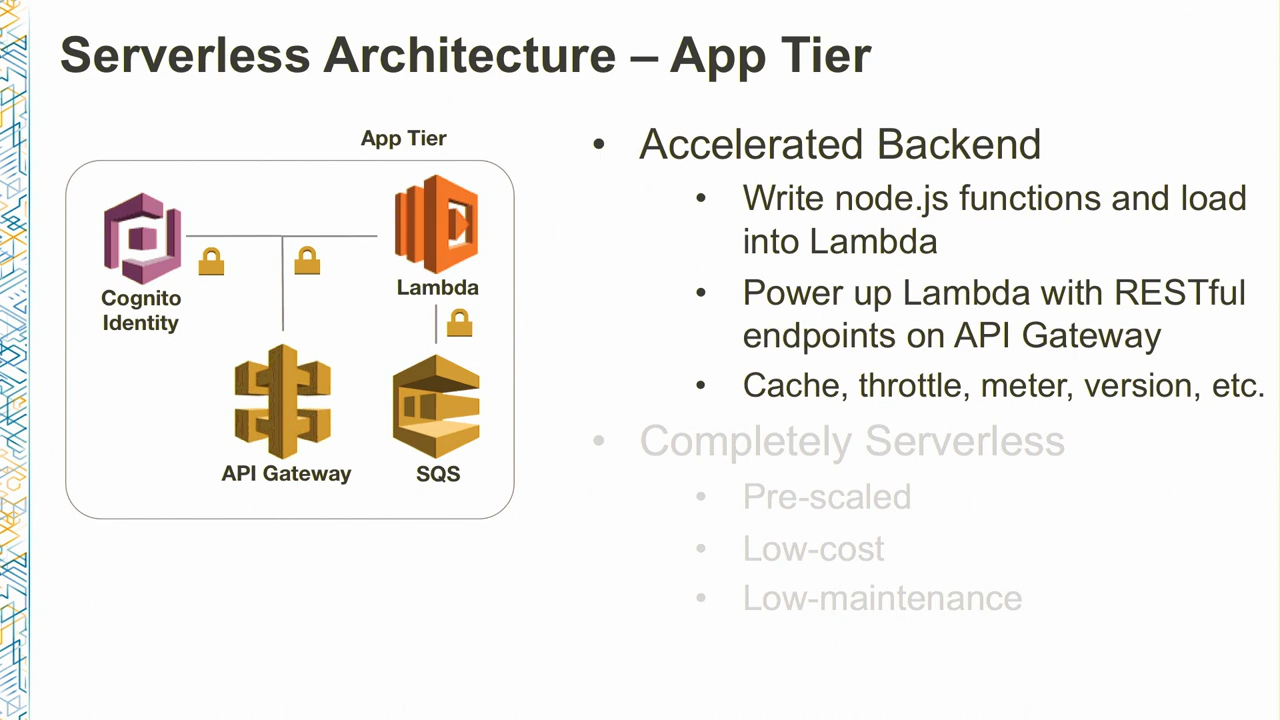 Serverless Architecture – App Tier
App Tier
Cognito
Identity
Lambda
API Gateway
SQS
• Accelerated Backend
• Write node.js functions and load
into Lambda
• Power up Lambda with RESTful
endpoints on API Gateway
• Cache, throttle, meter, version, etc.
• Completely Serverless
• Pre-scaled
• Low-cost
• Low-maintenance